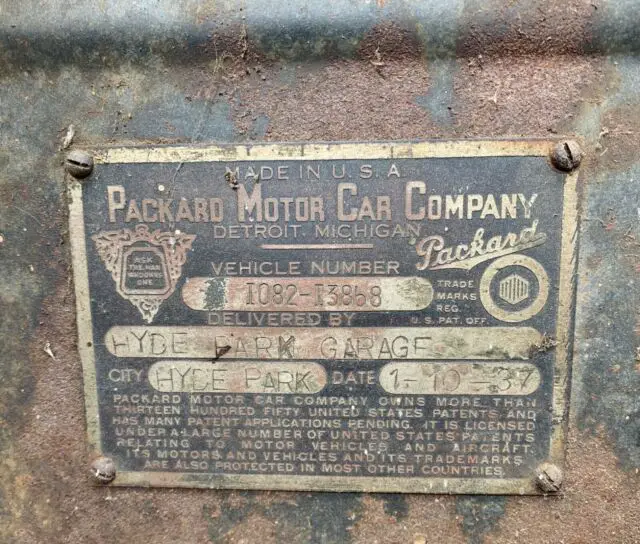 MADE IN U.S.A
PACKARD MOTOR CAR COMPANY
DETROIT, MICHIGAN
Packard
ASK
THE MAN
WHO OWNS
ONE
VEHICLE NUMBER
1082-13868
TRADE
MARKS
REG.
U.S. PAT. OFF.
DELIVERED BY
HYDE PARK GARAGE
CITY HYDE PARK DATE 1-10-37
PACKARD MOTOR CAR COMPANY OWNS MORE THAN
THIRTEEN HUNDRED FIFTY UNITED STATES PATENTS, AND
HAS MANY PATENT APPLICATIONS PENDING. IT IS LICENSED
UNDER A LARGE NUMBER OF UNITED STATES PATENTS
RELATING TO MOTOR VEHICLES AND AIRCRAFT.
ITS MOTORS AND VEHICLES AND ITS TRADEMARKS
ARE ALSO PROTECTED IN MOST OTHER COUNTRIES.